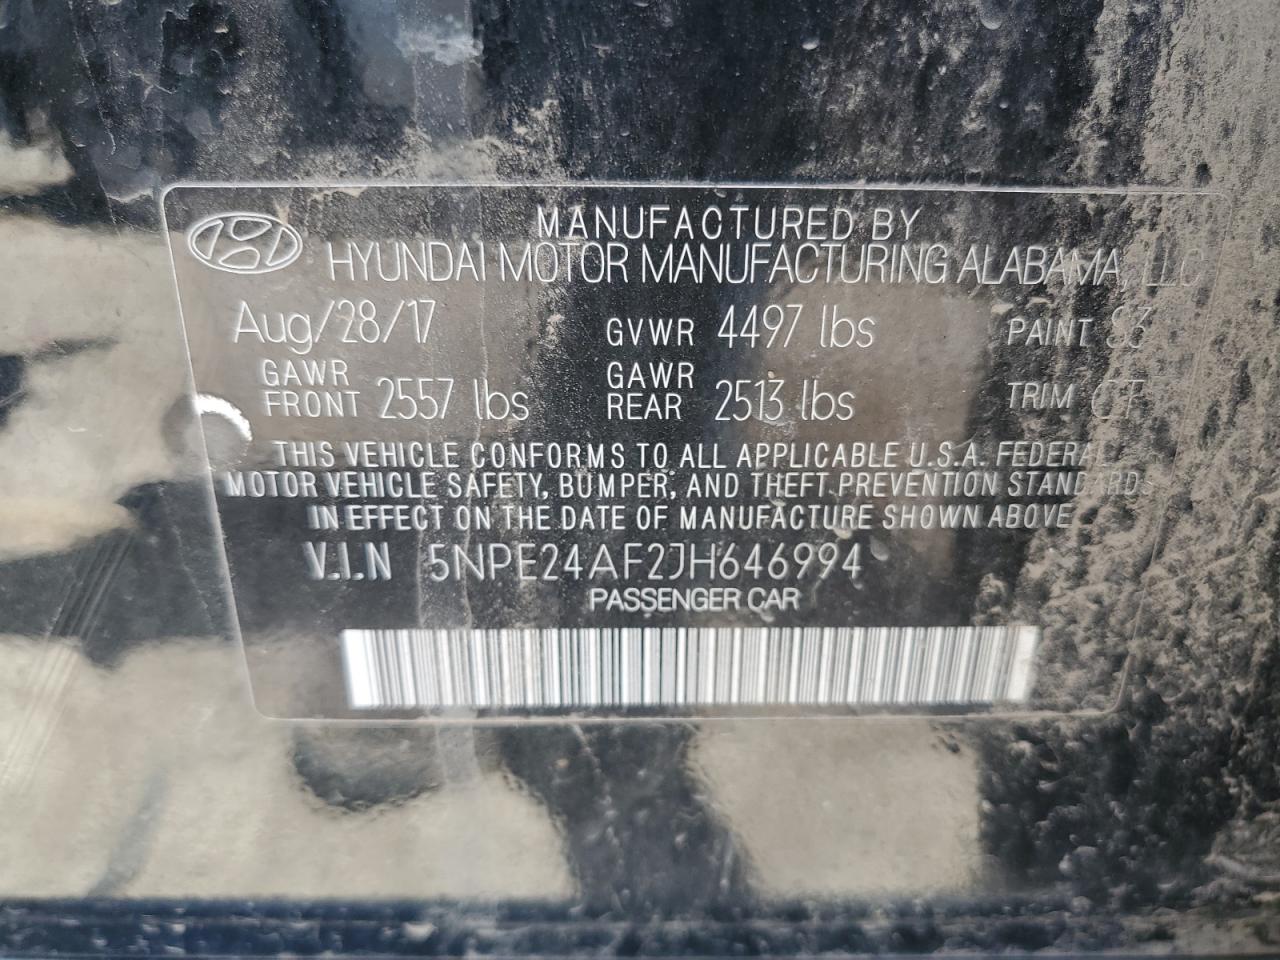 MANUFACTURED BY
HYUNDAI MOTOR MANUFACTURING ALABAMA, LLC
Aug/28/17 GVWR 4497 lbs PAINT S3
GAWR FRONT 2557 lbs GAWR REAR 2513 lbs TRIM
THIS VEHICLE CONFORMS TO ALL APPLICABLE U.S.A. FEDERAL
MOTOR VEHICLE SAFETY, BUMPER, AND THEFT PREVENTION STANDARDS
IN EFFECT ON THE DATE OF MANUFACTURE SHOWN ABOVE
V.I.N 5NPE24AF2JH646994
PASSENGER CAR